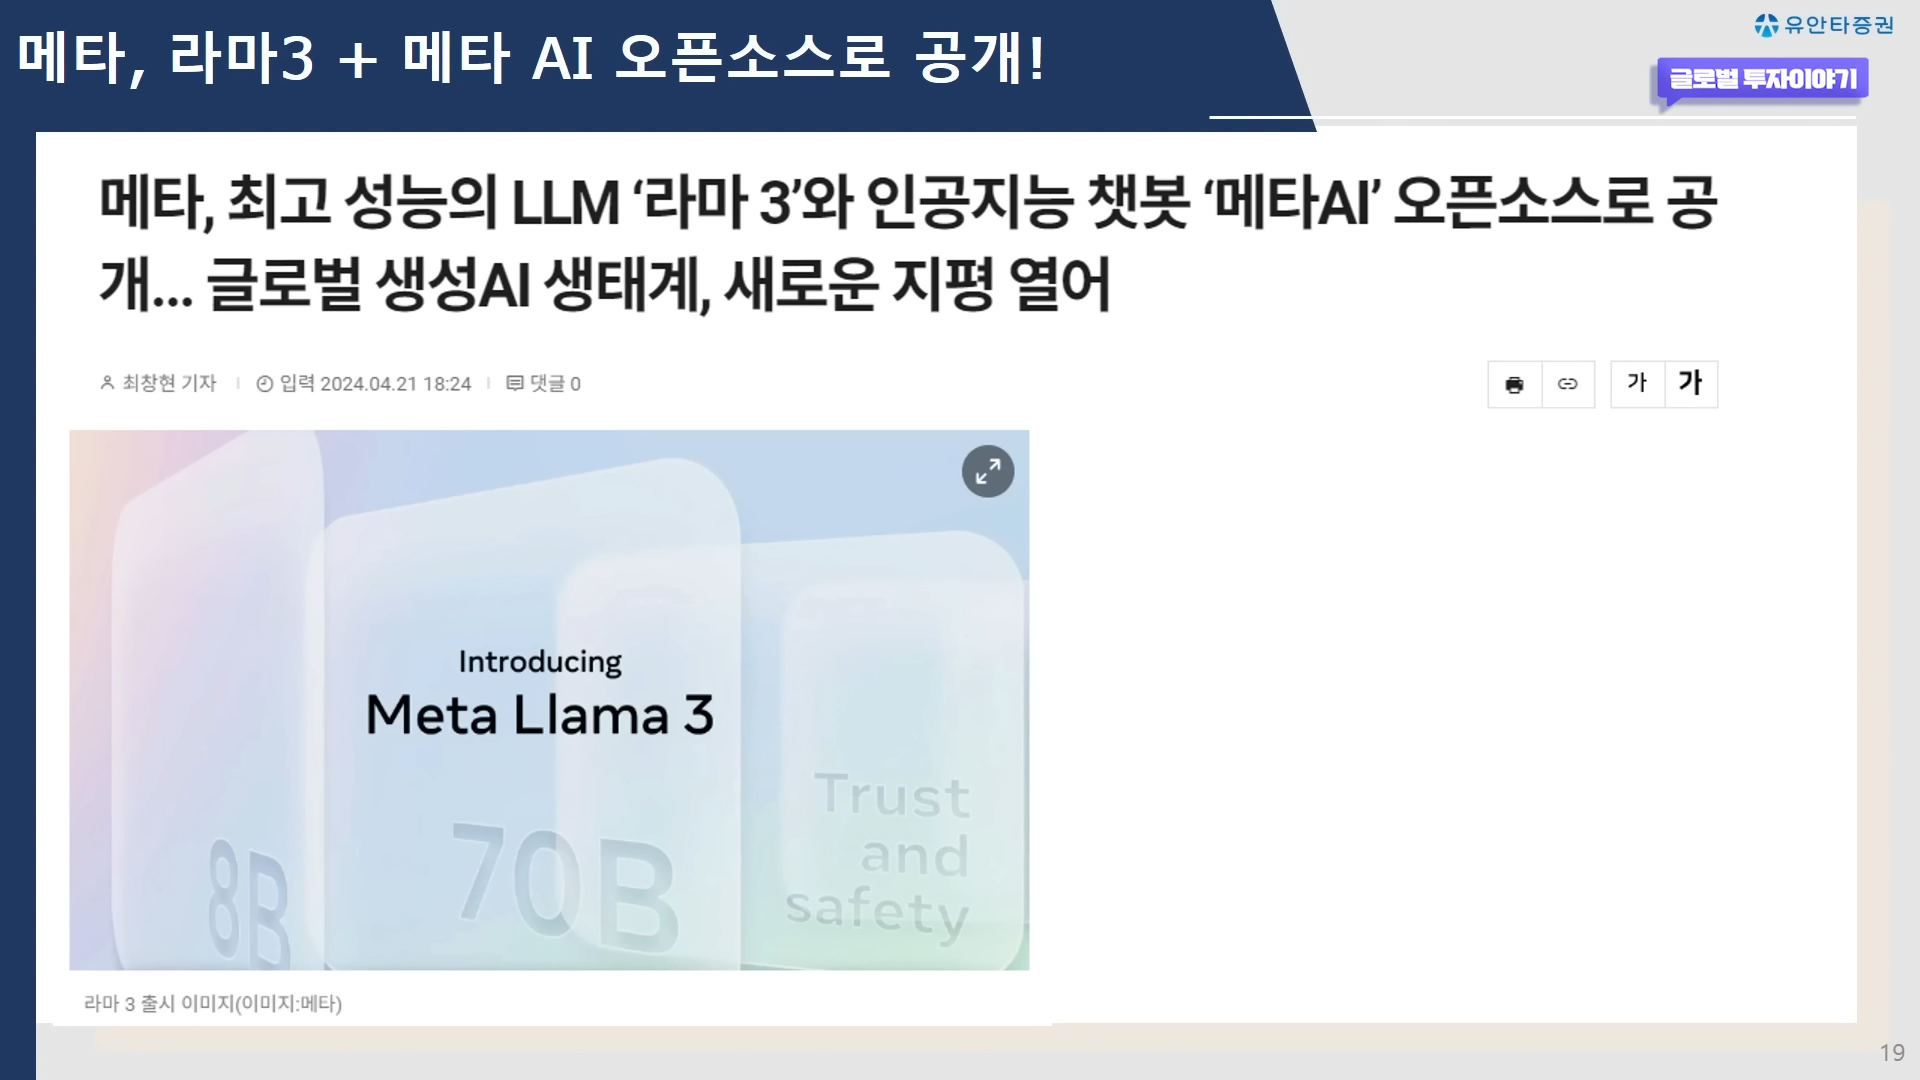 메타, 라마3 + 메타 AI 오픈소스로 공개!
유안타증권
글로벌 투자이야기
메타, 최고 성능의 LLM ‘라마 3’와 인공지능 챗봇 ‘메타AI’ 오픈소스로 공
개... 글로벌 생성AI 생태계, 새로운 지평 열어
최창현 기자 입력 2024.04.21 18:24 댓글 0
가 가
Introducing
Meta Llama 3
8B
70B
Trust
and
safety
라마 3 출시 이미지(이미지:메타)
19